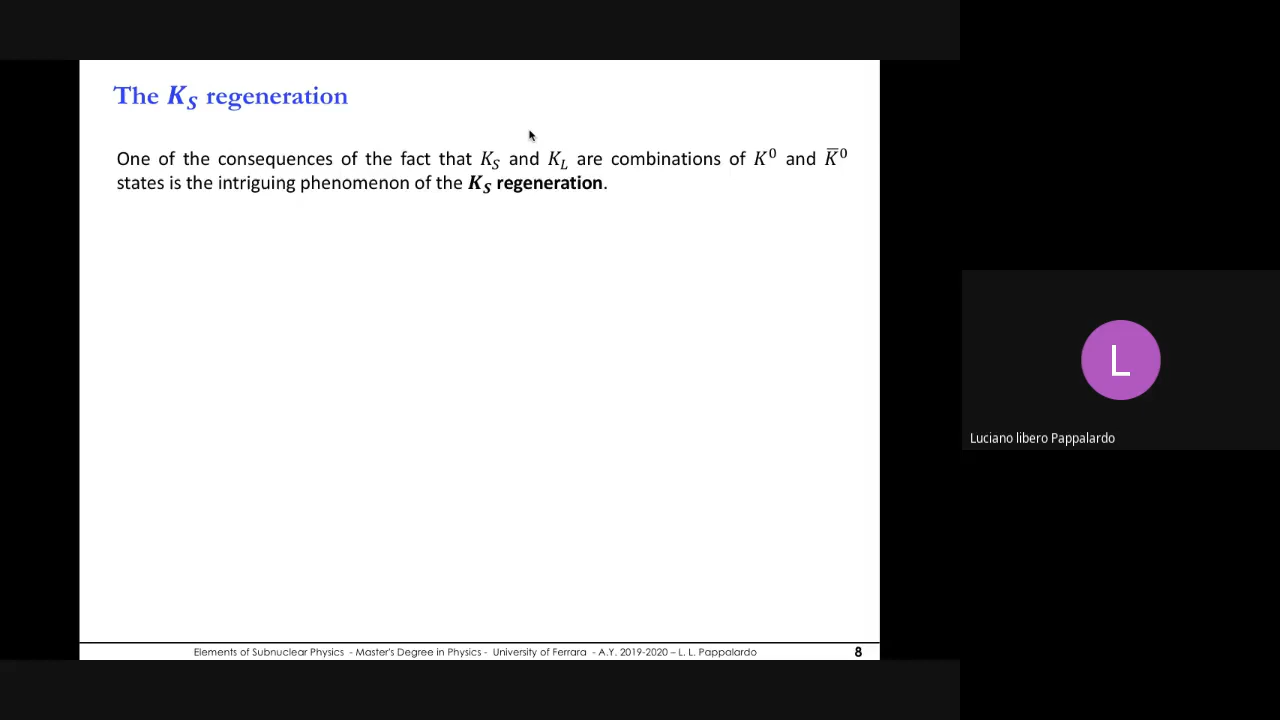 The K_S regeneration
One of the consequences of the fact that K_S and K_L are combinations of K⁰ and K̅⁰
states is the intriguing phenomenon of the K_S regeneration.
L
Luciano libero Pappalardo
Elements of Subnuclear Physics - Master's Degree in Physics - University of Ferrara - A.Y. 2019-2020 – L. L. Pappalardo 8